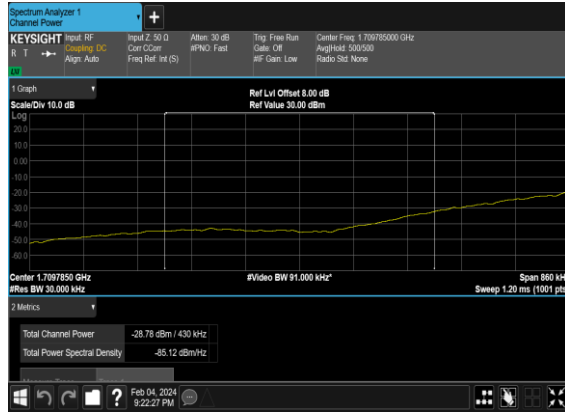 Spectrum Analyzer 1
Channel Power
+
KEYSIGHT
R T
LW
Input: RF
Coupling: DC
Align: Auto
Input Z: 50 Ω
Corr CCorr
Freq Ref: Int (S)
Atten: 30 dB
#PNO: Fast
Trig: Free Run
Gate: Off
#IF Gain: Low
Center Freq: 1.709785000 GHz
Avg|Hold: 500/500
Radio Std: None
1 Graph
Scale/Div 10.0 dB
Ref Lvl Offset 8.00 dB
Ref Value 30.00 dBm
Log
20.0
10.0
0.00
-10.0
-20.0
-30.0
-40.0
-50.0
-60.0
Center 1.7097850 GHz
#Res BW 30.000 kHz
#Video BW 91.000 kHz*
Span 860 kH
Sweep 1.20 ms (1001 pts
2 Metrics
Total Channel Power -28.78 dBm / 430 kHz
Total Power Spectral Density -85.12 dBm/Hz
?
Feb 04, 2024
9:22:27 PM